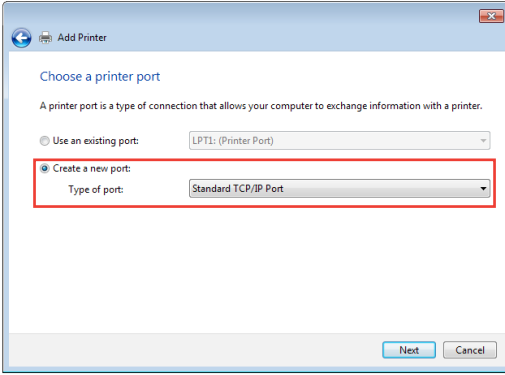 Add Printer
Choose a printer port
A printer port is a type of connection that allows your computer to exchange information with a printer.
Use an existing port: LPT1: (Printer Port)
Create a new port:
Type of port: Standard TCP/IP Port
Next Cancel